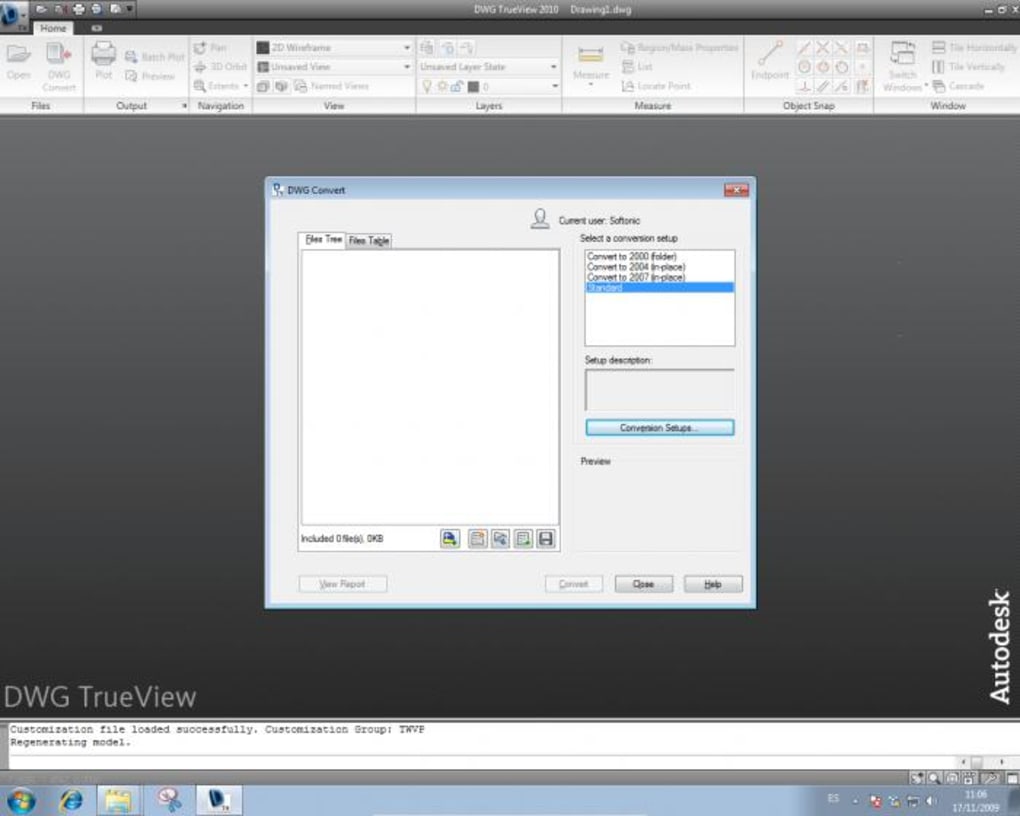 DWG TrueView 2010 Drawing1.dwg
Home
Pan
2D Wireframe
Region/Mass Properties
Tile Horizontally
Batch Plot
3D Orbit
Unsaved View
Unsaved Layer State
List
Tile Vertically
Open
DWG Convert
Plot
Preview
Extents
Named Views
0
Measure
Locate Point
Endpoint
Switch Windows
Cascade
Files
Output
Navigation
View
Layers
Measure
Object Snap
Window
DWG Convert
Current user: Softonic
Files Tree
Files Table
Select a conversion setup
Convert to 2000 (folder)
Convert to 2004 (in-place)
Convert to 2007 (in-place)
Standard
Setup description:
Conversion Setups...
Preview
Included 0 file(s), 0KB
View Report
Convert
Close
Help
Autodesk
DWG TrueView
Customization file loaded successfully. Customization Group: TWVP
Regenerating model.
ES
11:06
17/11/2009